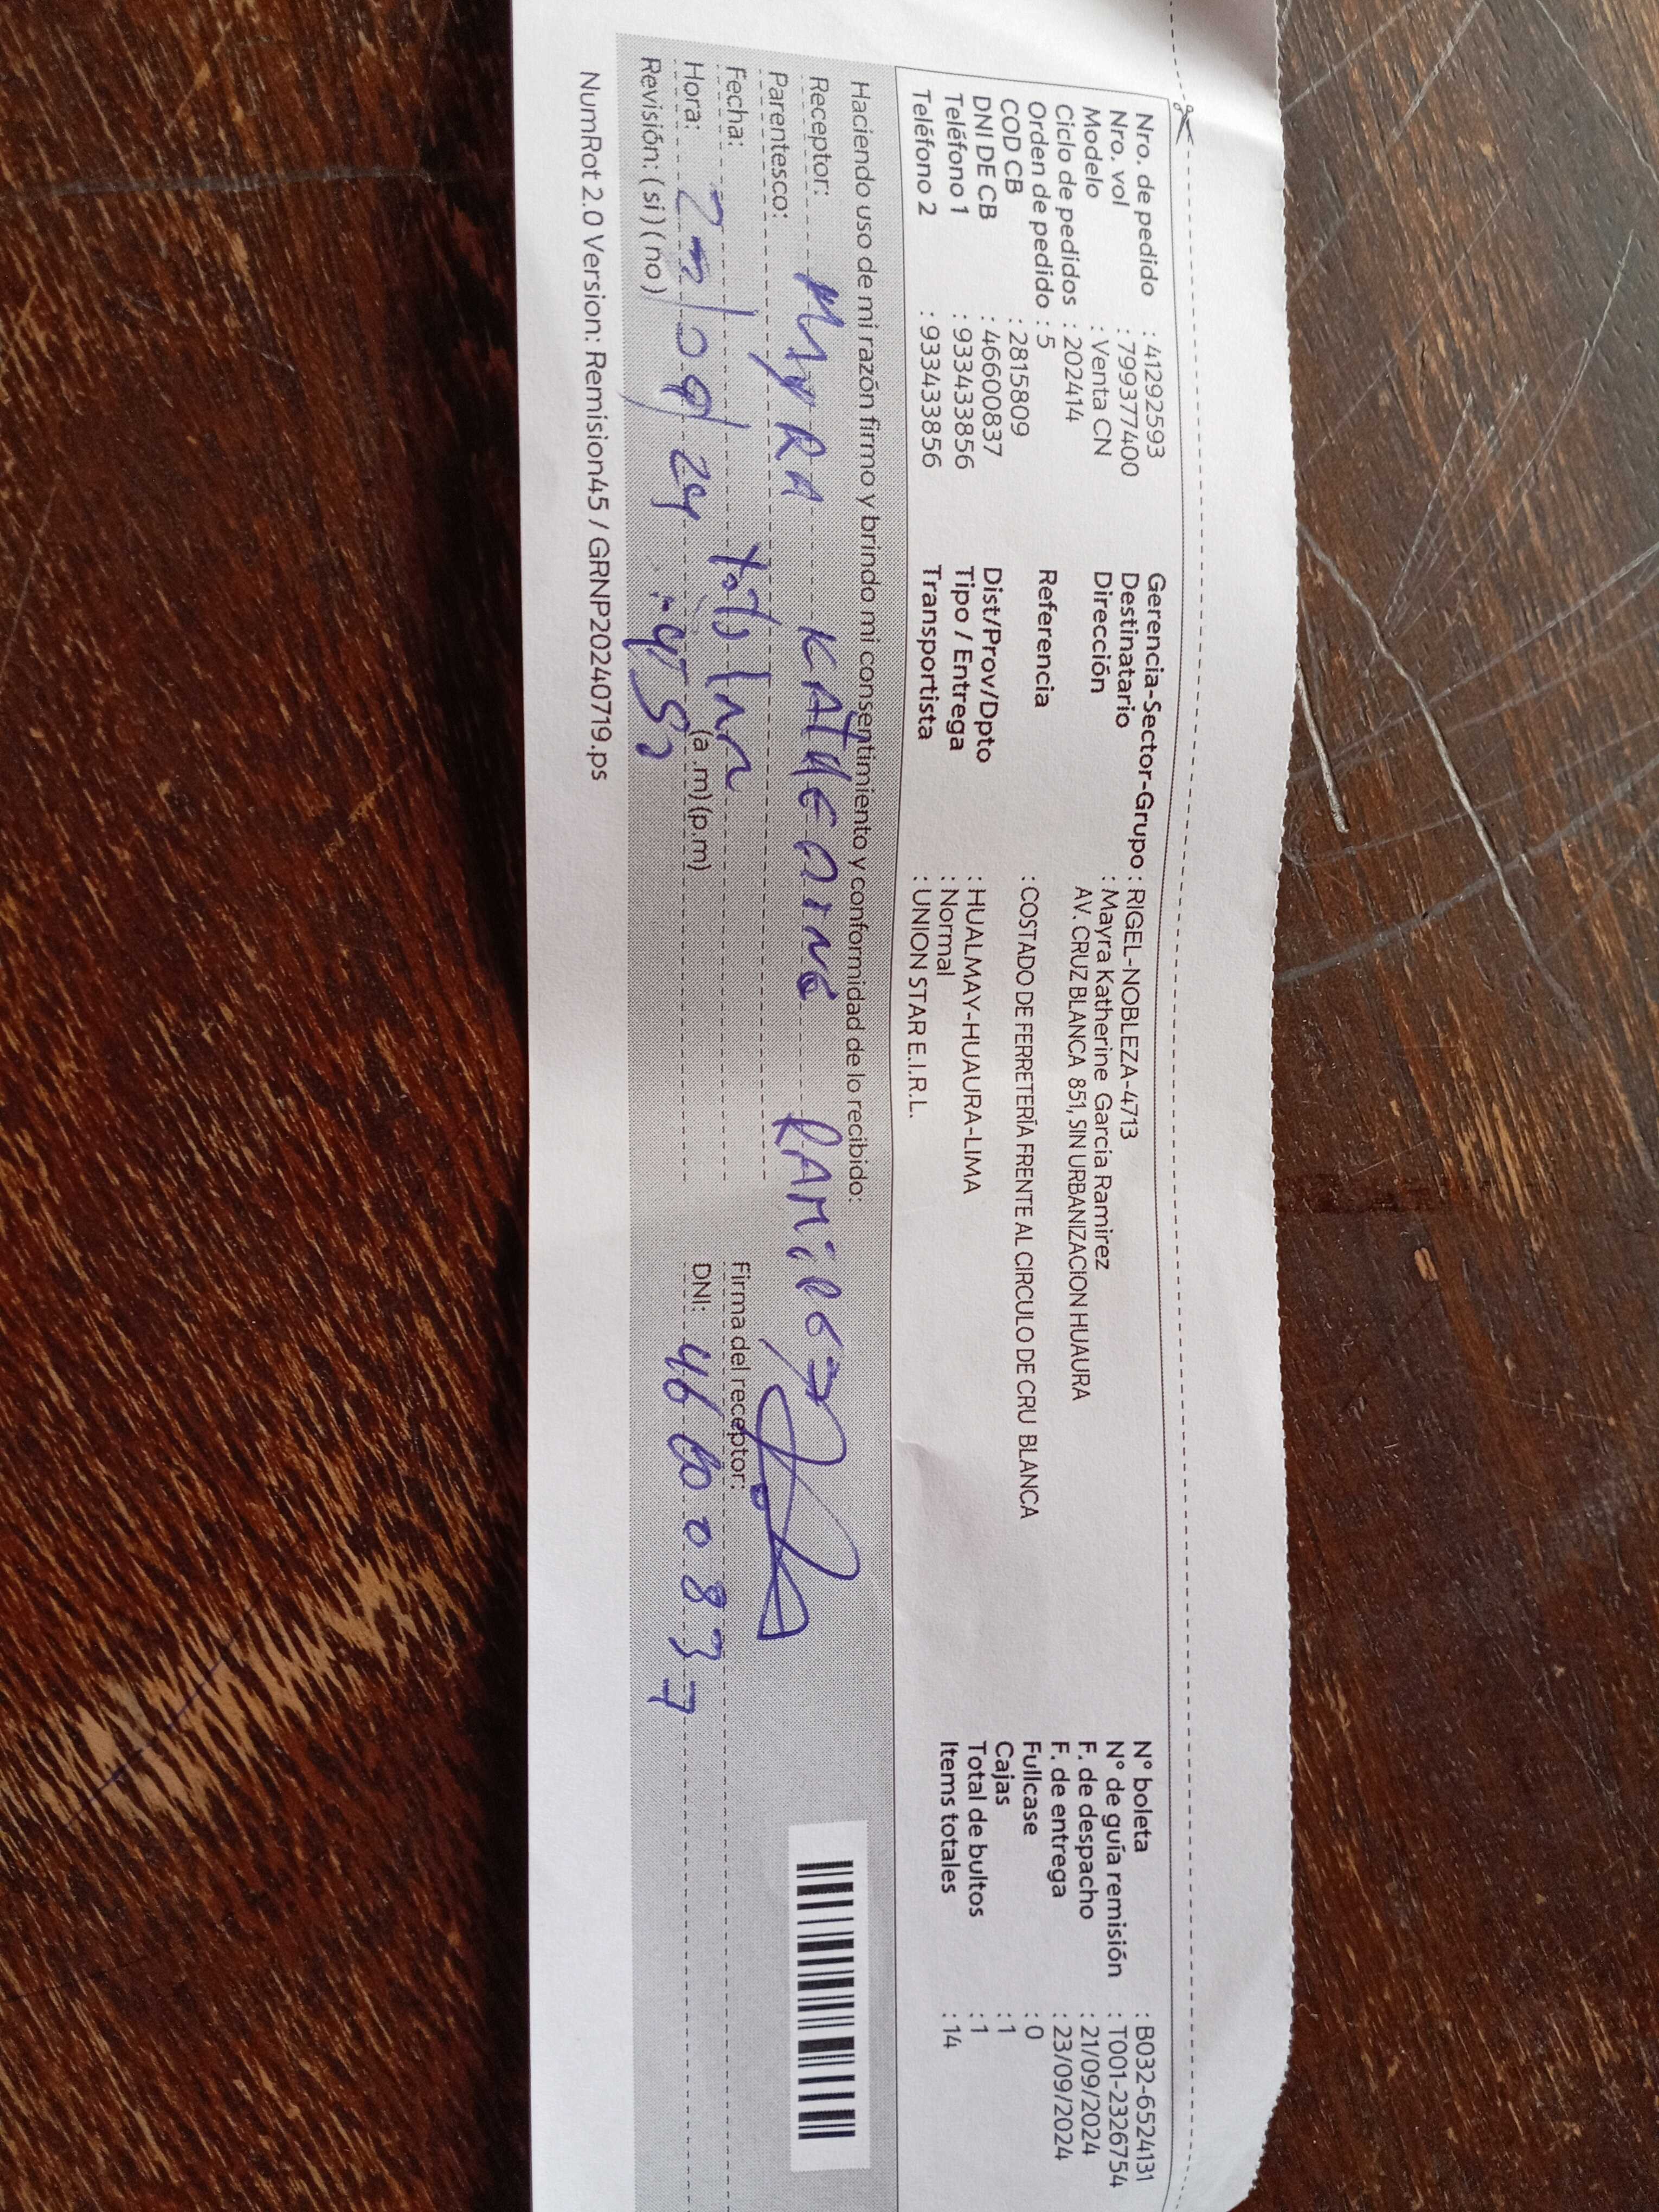 Nro. de pedido : 41292593
Nro. vol : 799377400
Modelo : Venta CN
Ciclo de pedidos : 202414
Orden de pedido : 5
COD CB : 2815809
DNI DE CB : 46600837
Teléfono 1 : 933433856
Teléfono 2 : 933433856
Gerencia-Sector-Grupo : RIGEL-NOBLEZA-4713
Destinatario : Mayra Katherine Garcia Ramirez
Dirección AV. CRUZ BLANCA 851, SIN URBANIZACION HUAURA
Referencia : COSTADO DE FERRETERÍA FRENTE AL CIRCULO DE CRU BLANCA
Dist/Prov/Dpto : HUALMAY-HUAURA-LIMA
Tipo / Entrega : Normal
Transportista : UNION STAR E.I.R.L.
N° boleta : B032-6524131
N° de guía remisión : T001-2326754
F. de despacho : 21/09/2024
F. de entrega : 23/09/2024
Fullcase : 0
Cajas : 1
Total de bultos : 1
Items totales : 14
Haciendo uso de mi razón firmo y brindo mi consentimiento y conformidad de lo recibido:
Receptor: MYRA KATHERINE RAMIREZ
Parentesco:
Fecha: titular
Hora: /09/24 (a.m) (p.m)
Revisión: ( si ) ( no )
Firma del receptor:
DNI: 46600837
NumRot 2.0 Version: Remision45 / GRNP20240719.ps